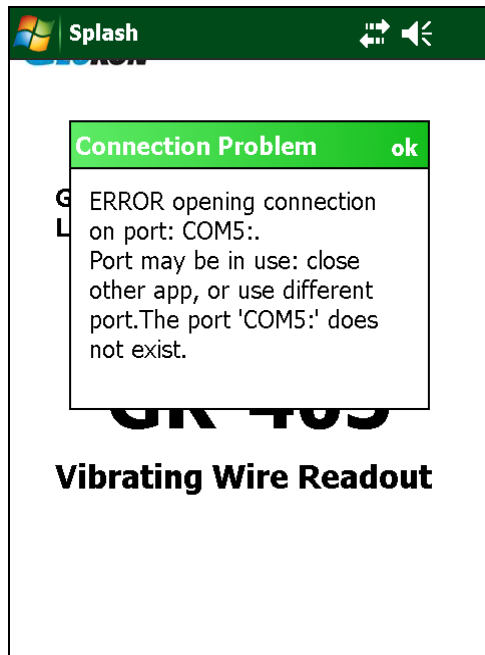 Splash
Connection Problem ok
ERROR opening connection
on port: COM5:.
Port may be in use: close
other app, or use different
port.The port 'COM5:' does
not exist.
Vibrating Wire Readout